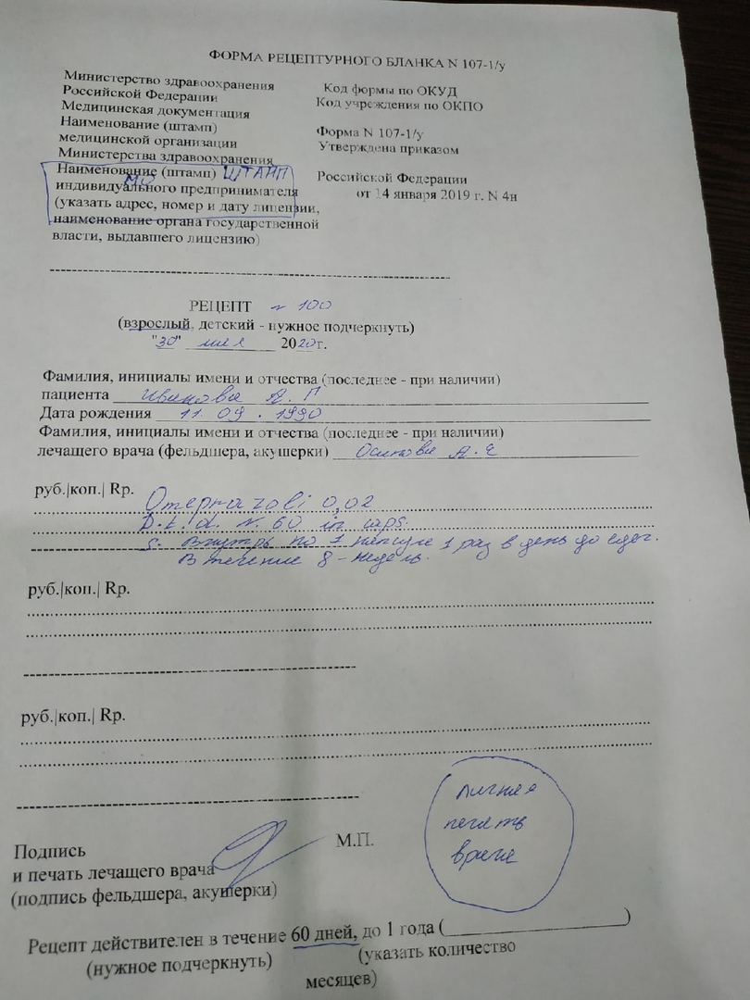 ФОРМА РЕЦЕПТУРНОГО БЛАНКА N 107-1/у
Министерство здравоохранения
Российской Федерации
Медицинская документация
Наименование (штамп)
медицинской организации
Министерства здравоохранения
Наименование (штамп) ШТАМП
МО
индивидуального предпринимателя
(указать адрес, номер и дату лицензии,
наименование органа государственной
власти, выдавшего лицензию)
Код формы по ОКУД
Код учреждения по ОКПО
Форма N 107-1/у
Утверждена приказом
Российской Федерации
от 14 января 2019 г. N 4н
РЕЦЕПТ N 100
(взрослый, детский - нужное подчеркнуть)
"30" мая 2020г.
Фамилия, инициалы имени и отчества (последнее - при наличии)
пациента Иванова А. П
Дата рождения 11. 09. 1990
Фамилия, инициалы имени и отчества (последнее - при наличии)
лечащего врача (фельдшера, акушерки) Осипова А. Е
руб.|коп.| Rp. Omeprazoli 0,02
D. t. d. N. 60 in caps.
S. Внутрь по 1 капсуле 1 раз в день до еды.
В течение 8 - недель.
руб.|коп.| Rp.
руб.|коп.| Rp.
личная
печать
врача
Подпись М.П.
и печать лечащего врача
(подпись фельдшера, акушерки)
Рецепт действителен в течение 60 дней, до 1 года (____________________)
(нужное подчеркнуть) (указать количество
месяцев)